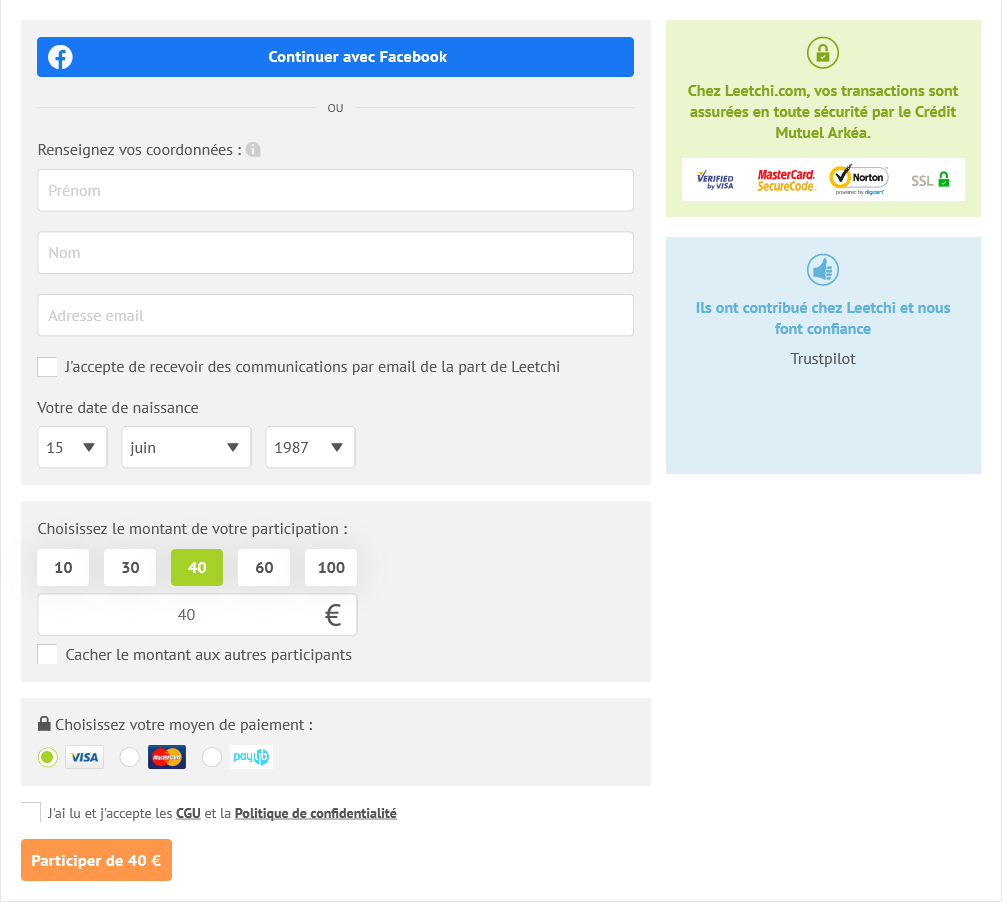 Continuer avec Facebook
OU
Renseignez vos coordonnées :
Prénom
Nom
Adresse email
J'accepte de recevoir des communications par email de la part de Leetchi
Votre date de naissance
15 juin 1987
Choisissez le montant de votre participation :
10 30 40 60 100
40 €
Cacher le montant aux autres participants
Choisissez votre moyen de paiement :
VISA MasterCard paylib
J'ai lu et j'accepte les CGU et la Politique de confidentialité
Participer de 40 €
Chez Leetchi.com, vos transactions sont
assurées en toute sécurité par le Crédit
Mutuel Arkéa.
VERIFIED
by VISA
MasterCard.
SecureCode.
Norton
powered by digicert
SSL
Ils ont contribué chez Leetchi et nous
font confiance
Trustpilot